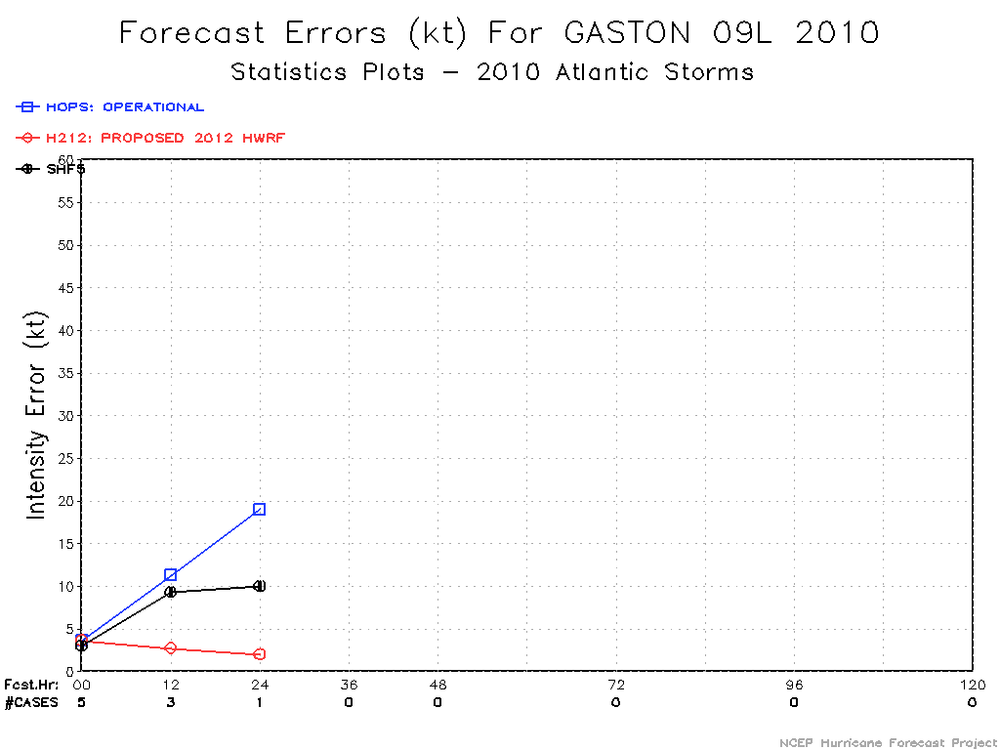 Forecast Errors (kt) For GASTON 09L 2010
Statistics Plots - 2010 Atlantic Storms
HOPS: OPERATIONAL
H212: PROPOSED 2012 HWRF
SHF5
60
55
50
45
40
35
30
25
20
15
10
5
0
Intensity Error (kt)
Fcst.Hr: 00 12 24 36 48 72 96 120
#CASES 5 3 1 0 0 0 0 0
NCEP Hurricane Forecast Project